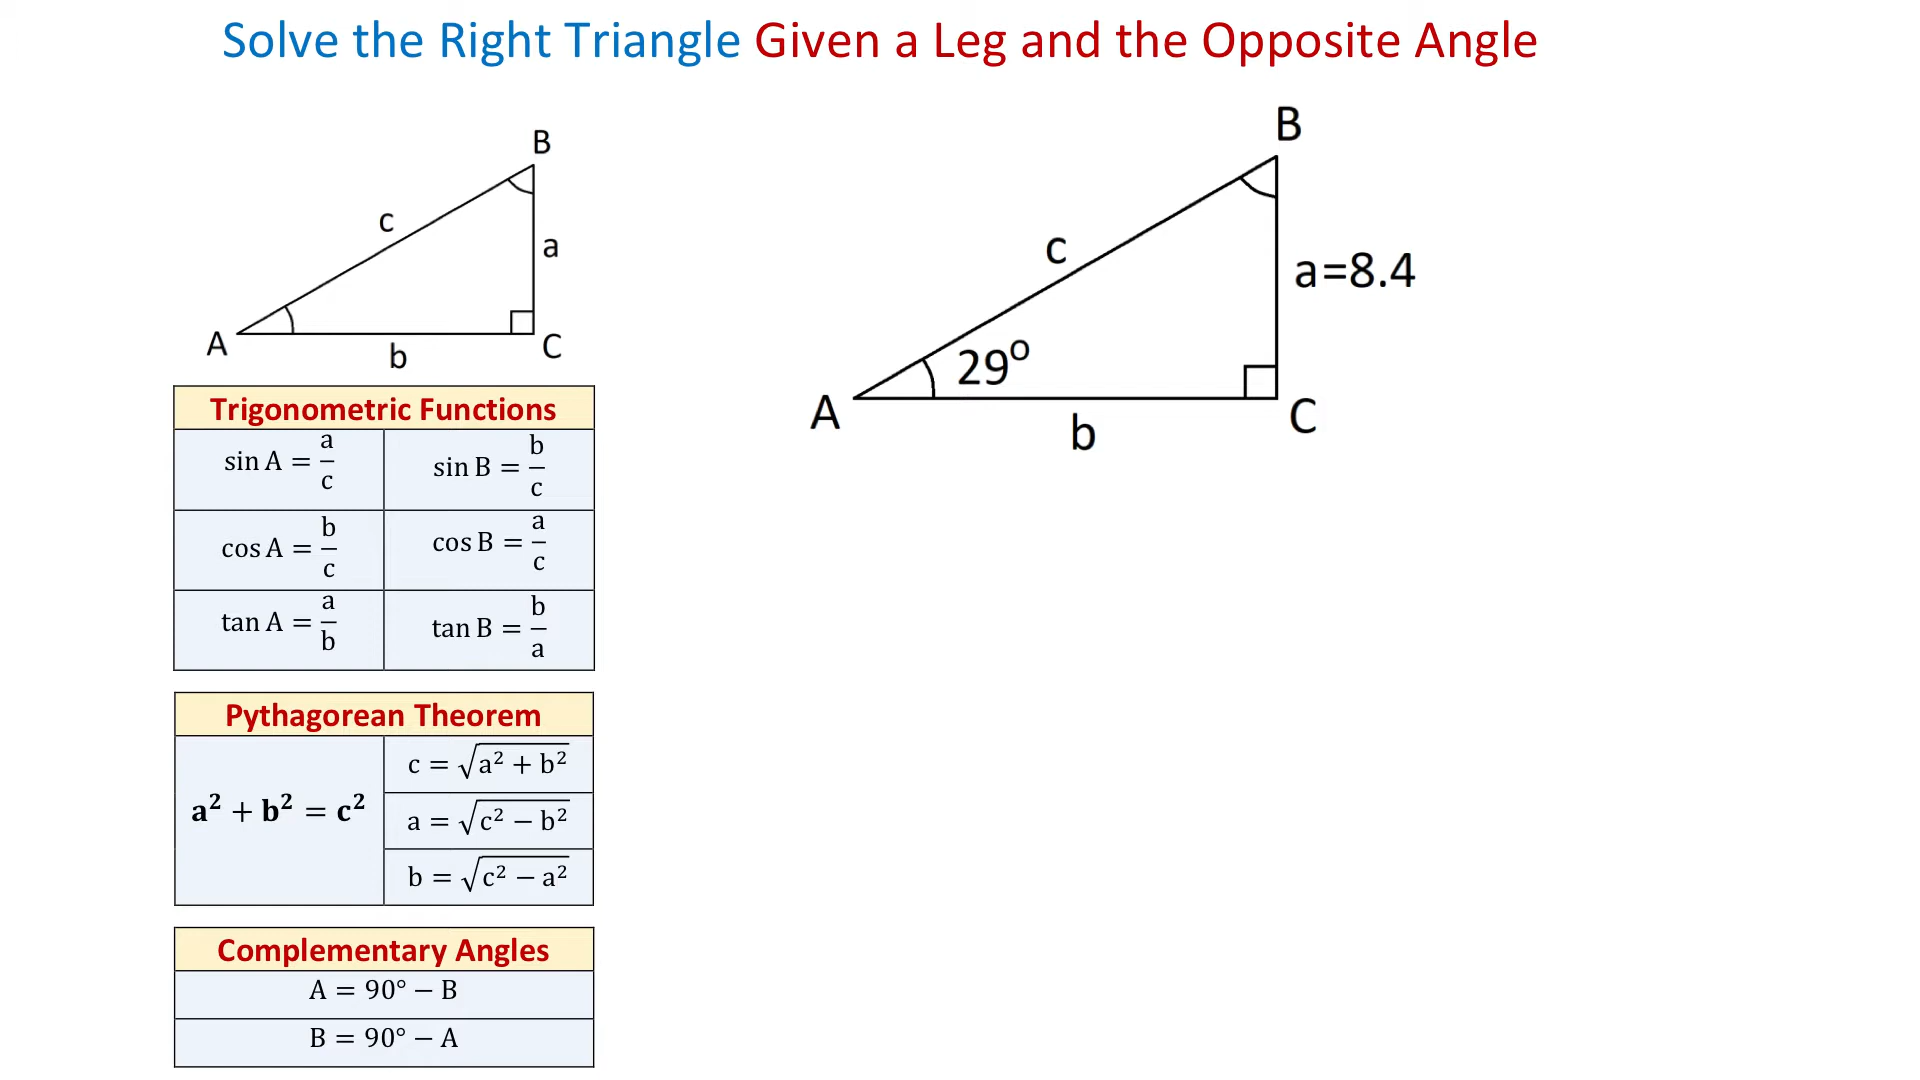 Solve the Right Triangle Given a Leg and the Opposite Angle
B
c
a
A
b
C
Trigonometric Functions
sin A = a/c
sin B = b/c
cos A = b/c
cos B = a/c
tan A = a/b
tan B = b/a
Pythagorean Theorem
a² + b² = c²
c = √(a² + b²)
a = √(c² − b²)
b = √(c² − a²)
Complementary Angles
A = 90° − B
B = 90° − A
B
c
a=8.4
29°
A
b
C